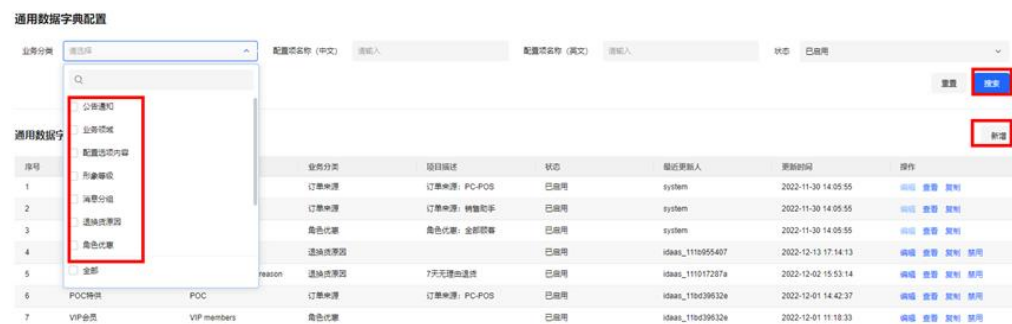 通用数据字典配置
业务分类 请选择 配置项名称（中文） 请输入 配置项名称（英文） 请输入 状态 已启用
重置 搜索
公告通知
业务领域
配置选项内容
形象等级
消息分组
退换货原因
角色优惠
全部
通用数据字
新增
序号 业务分类 项目描述 状态 最近更新人 更新时间 操作
1 订单来源 订单来源：PC-POS 已启用 system 2022-11-30 14:05:55 编辑 查看 复制
2 订单来源 订单来源：销售助手 已启用 system 2022-11-30 14:05:55 编辑 查看 复制
3 角色优惠 角色优惠：全部顾客 已启用 system 2022-11-30 14:05:55 编辑 查看 复制
4 退换货原因 已启用 idaas_111b955407 2022-12-13 17:14:13 编辑 查看 复制 禁用
5 reason 退换货原因 7天无理由退货 已启用 idaas_111017287a 2022-12-02 15:53:14 编辑 查看 复制 禁用
6 POC特供 POC 订单来源 订单来源：PC-POS 已启用 idaas_11bd39632e 2022-12-01 14:42:37 编辑 查看 复制 禁用
7 VIP会员 VIP members 角色优惠 已启用 idaas_11bd39632e 2022-12-01 11:18:33 编辑 查看 复制 禁用